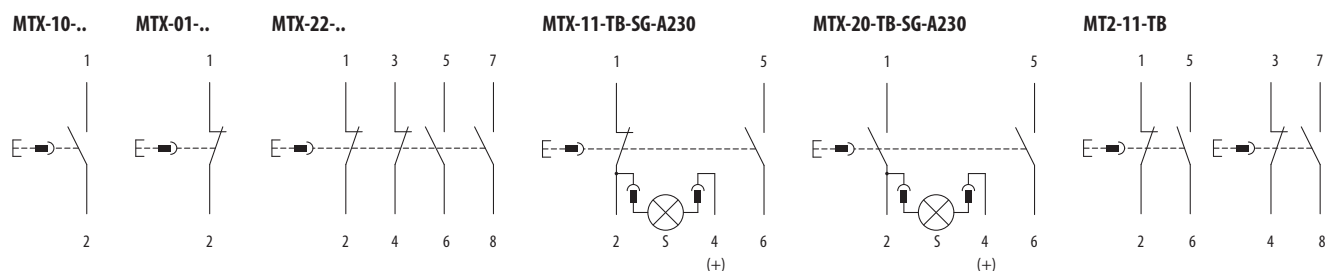 MTX-10-.. MTX-01-.. MTX-22-.. MTX-11-TB-SG-A230 MTX-20-TB-SG-A230 MT2-11-TB
1 1 1 3 5 7 1 5 1 5 1 5 3 7
2 2 2 4 6 8 2 S 4 6 2 S 4 6 2 6 4 8
(+) (+)